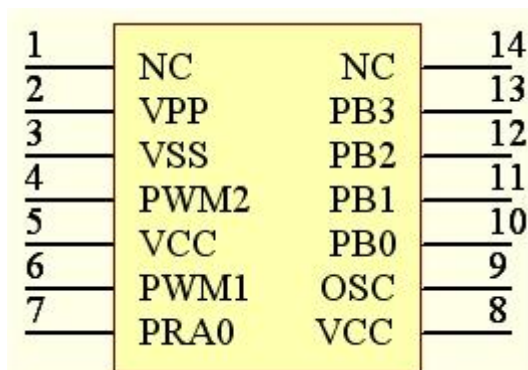 1 NC NC 14
2 VPP PB3 13
3 VSS PB2 12
4 PWM2 PB1 11
5 VCC PB0 10
6 PWM1 OSC 9
7 PRA0 VCC 8